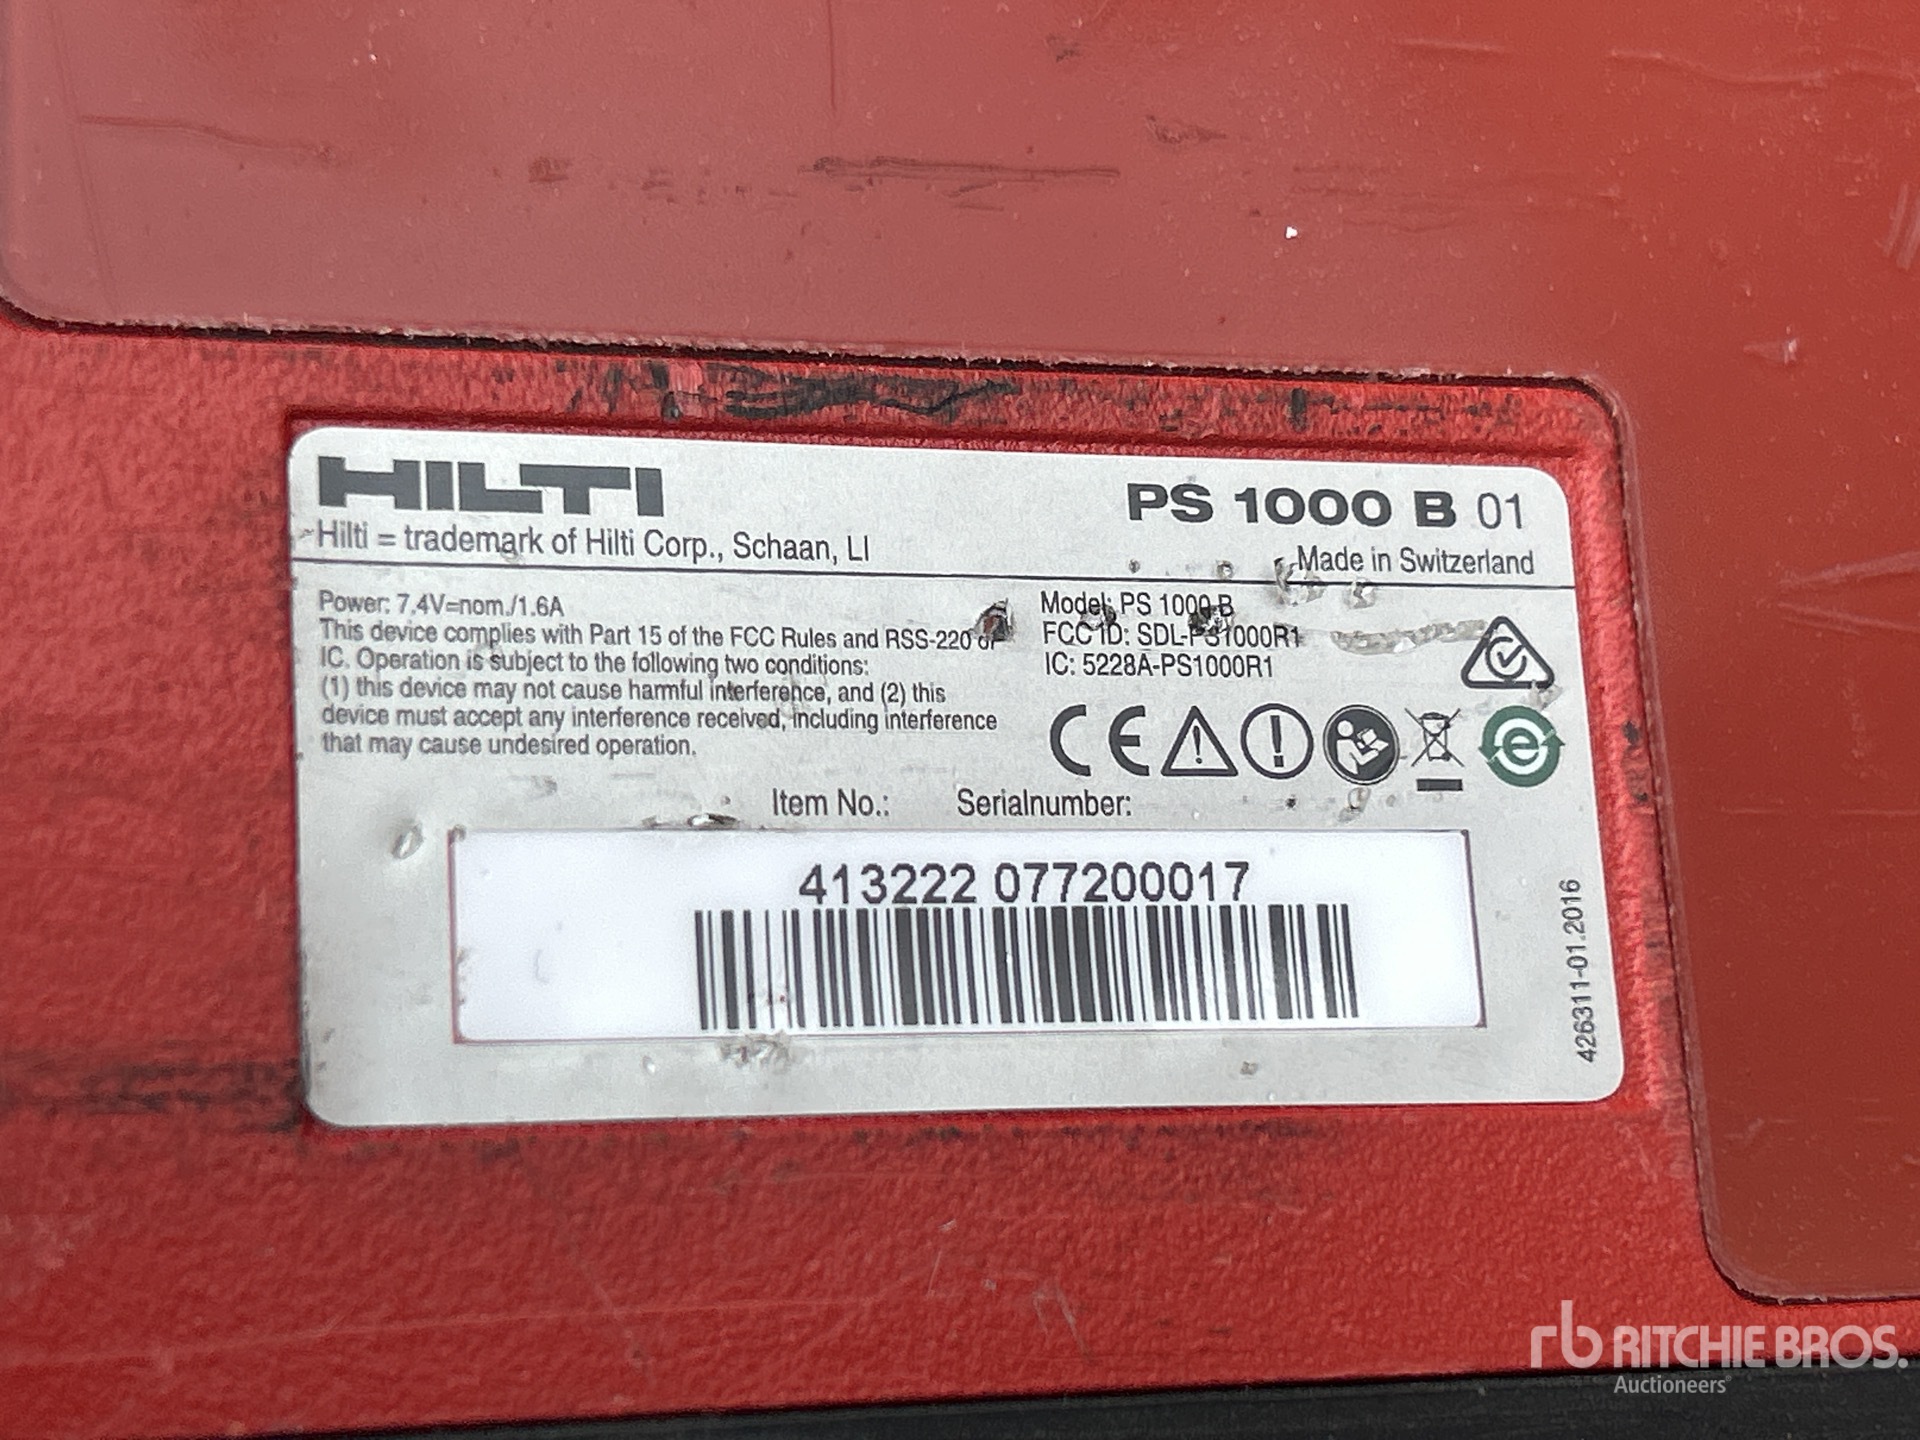 HILTI
PS 1000 B 01
Hilti = trademark of Hilti Corp., Schaan, LI
Made in Switzerland
Power: 7.4V=nom./1.6A
This device complies with Part 15 of the FCC Rules and RSS-220 of
IC. Operation is subject to the following two conditions:
(1) this device may not cause harmful interference, and (2) this
device must accept any interference received, including interference
that may cause undesired operation.
Model: PS 1000 B
FCC ID: SDL-PS1000R1
IC: 5228A-PS1000R1
CE
Item No.: Serialnumber:
413222 077200017
426311-01.2016
rb RITCHIE BROS.
Auctioneers